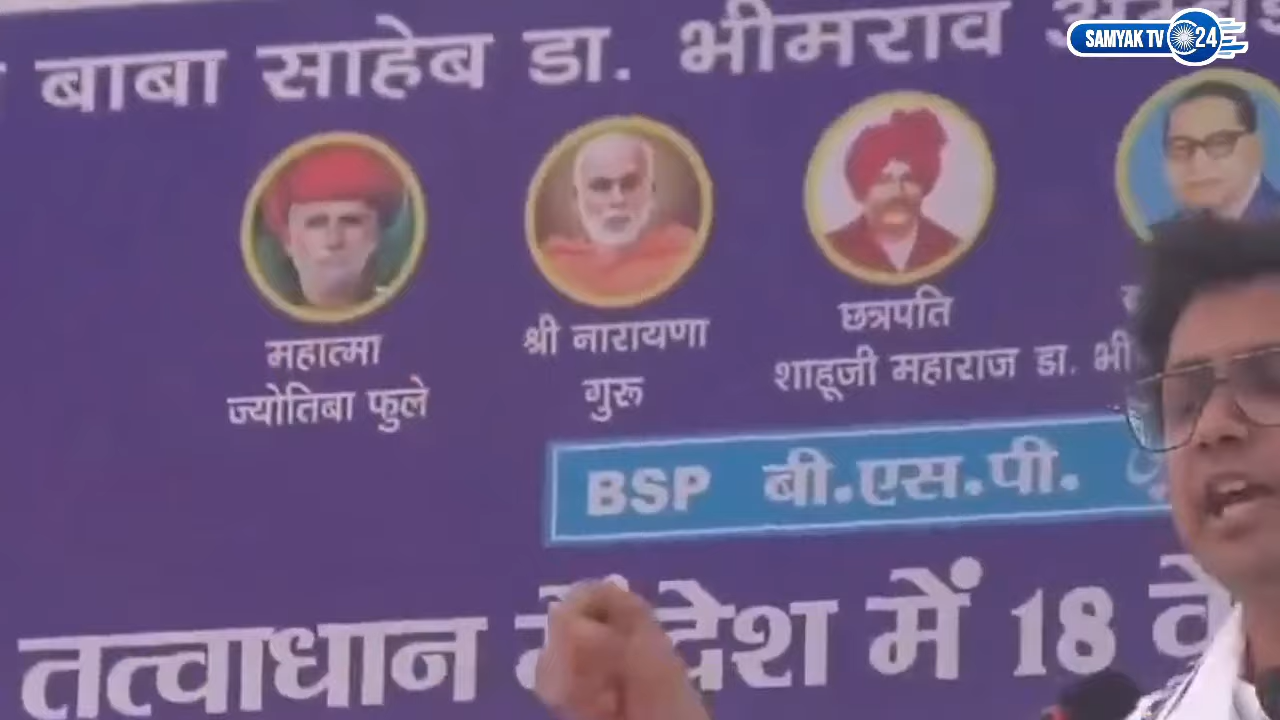 SAMYAK TV 24
बाबा साहेब डा. भीमराव
महात्मा
ज्योतिबा फुले
श्री नारायणा
गुरू
छत्रपति
शाहूजी महाराज डा. भी
BSP बी.एस.पी.
तत्वाधान में देश में 18 वे